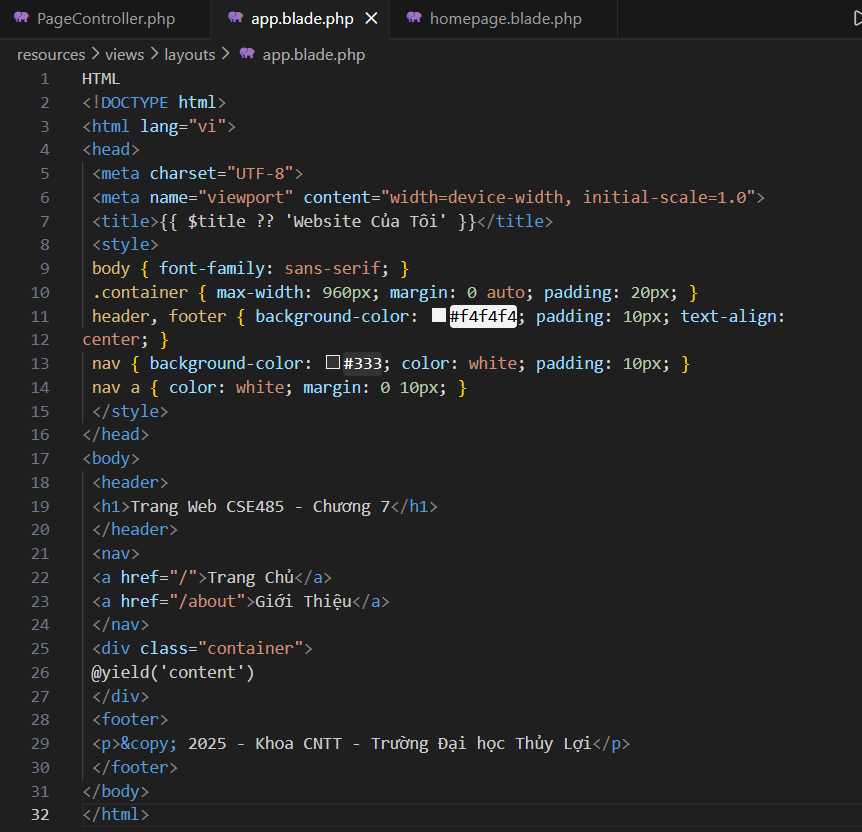 PageController.php app.blade.php homepage.blade.php
resources > views > layouts > app.blade.php
1 HTML
2 <!DOCTYPE html>
3 <html lang="vi">
4 <head>
5 <meta charset="UTF-8">
6 <meta name="viewport" content="width=device-width, initial-scale=1.0">
7 <title>{{ $title ?? 'Website Của Tôi' }}</title>
8 <style>
9 body { font-family: sans-serif; }
10 .container { max-width: 960px; margin: 0 auto; padding: 20px; }
11 header, footer { background-color: #f4f4f4; padding: 10px; text-align:
12 center; }
13 nav { background-color: #333; color: white; padding: 10px; }
14 nav a { color: white; margin: 0 10px; }
15 </style>
16 </head>
17 <body>
18 <header>
19 <h1>Trang Web CSE485 - Chương 7</h1>
20 </header>
21 <nav>
22 <a href="/">Trang Chủ</a>
23 <a href="/about">Giới Thiệu</a>
24 </nav>
25 <div class="container">
26 @yield('content')
27 </div>
28 <footer>
29 <p>&copy; 2025 - Khoa CNTT - Trường Đại học Thủy Lợi</p>
30 </footer>
31 </body>
32 </html>